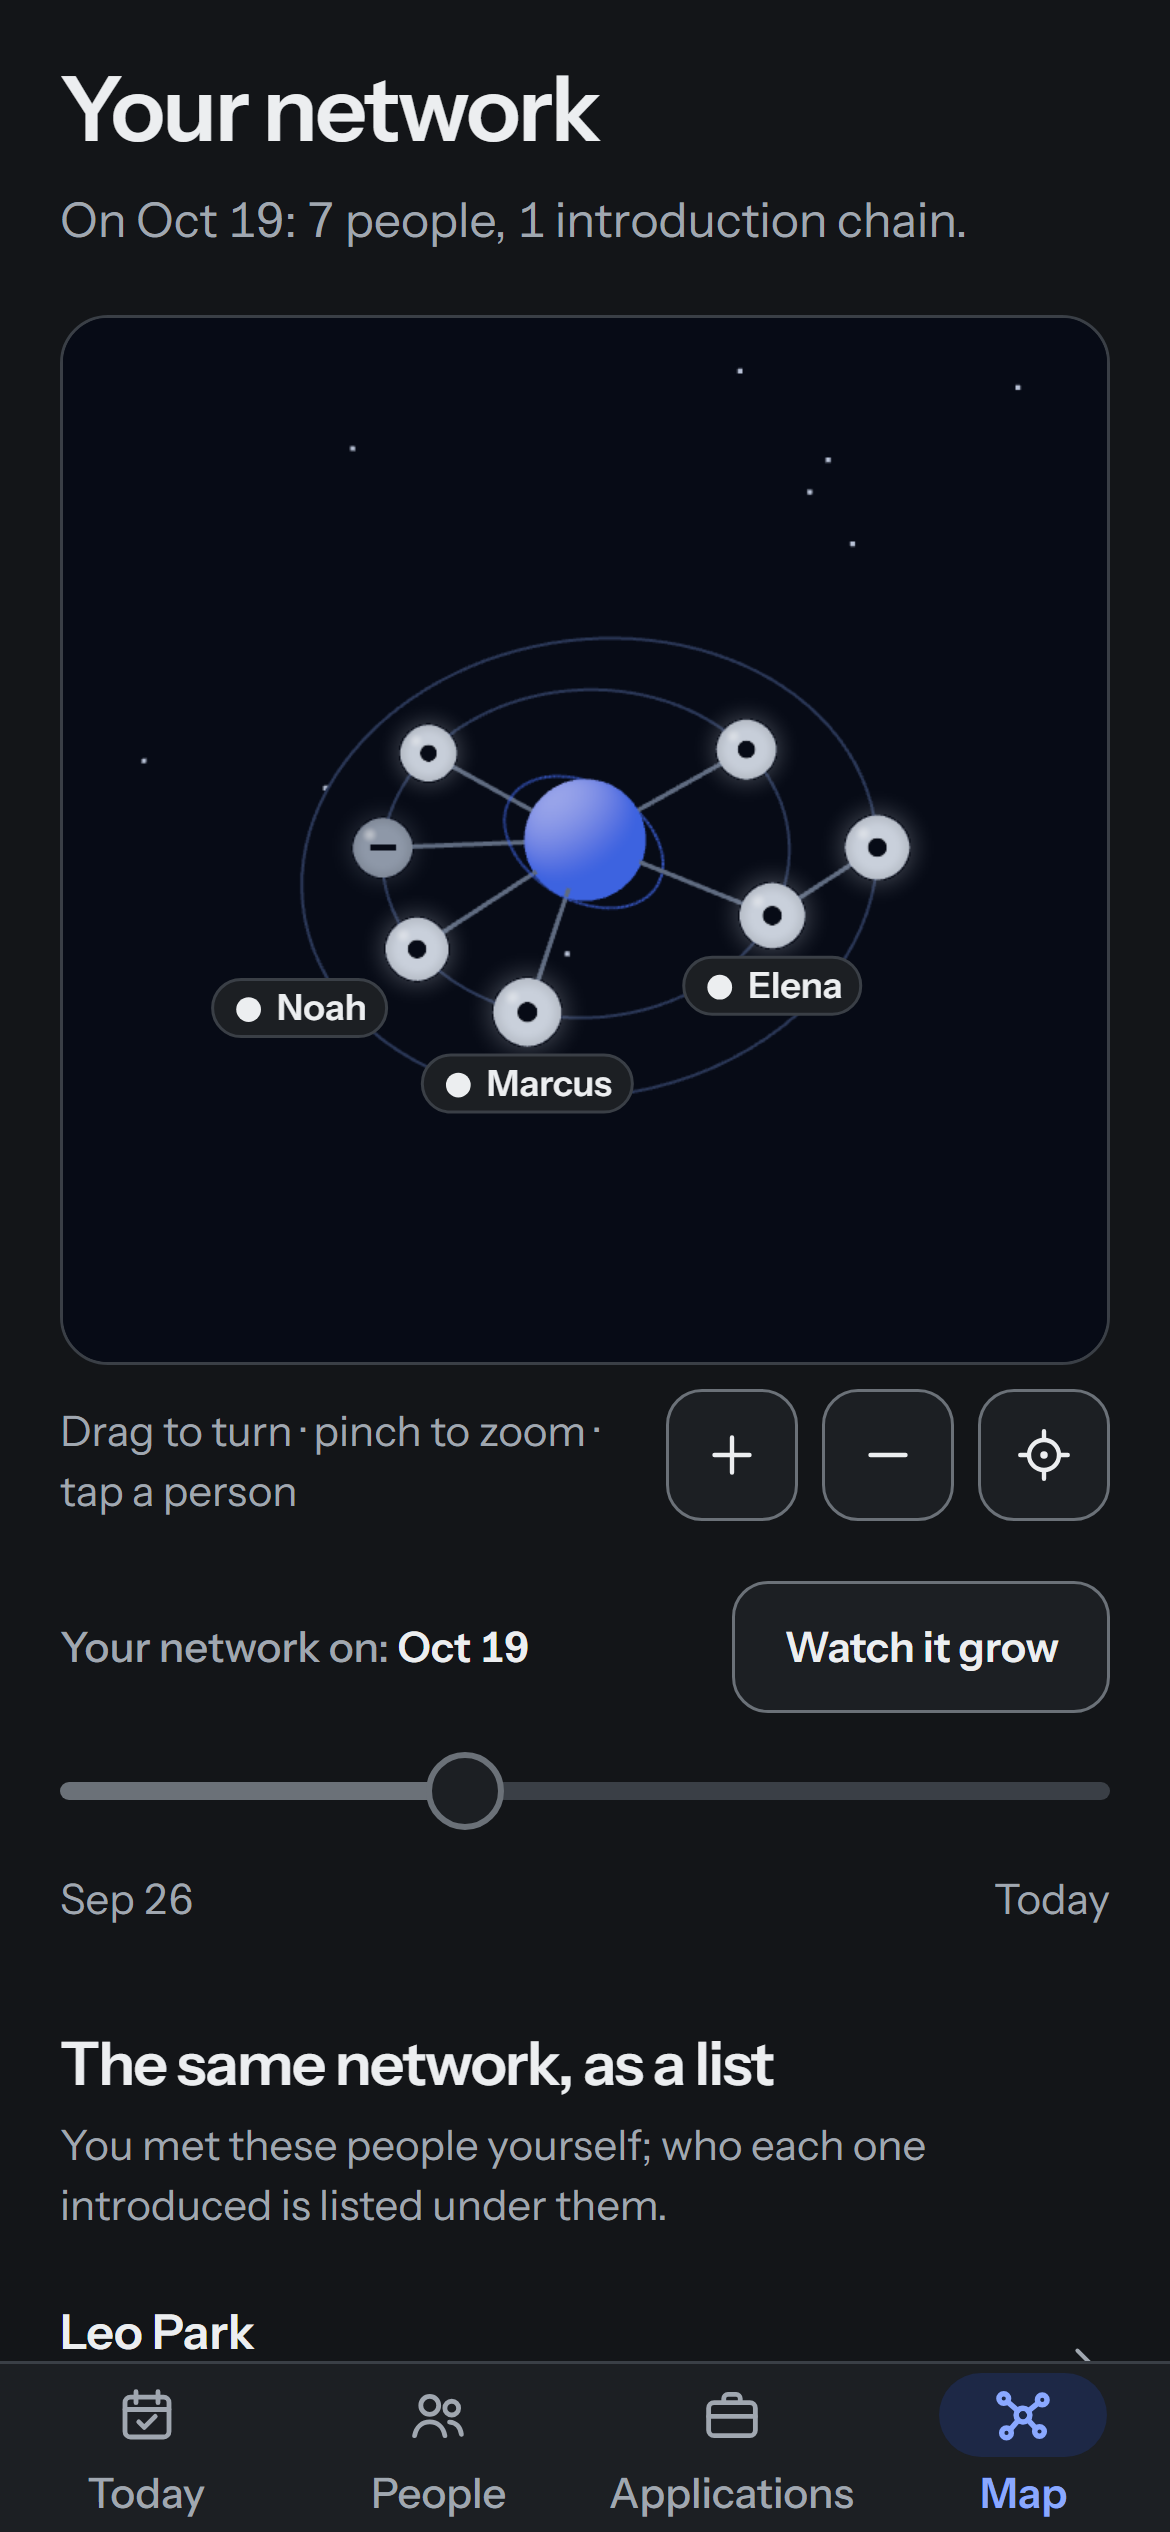 Your network
On Oct 19: 7 people, 1 introduction chain.
Noah
Elena
Marcus
Drag to turn · pinch to zoom ·
tap a person
Your network on: Oct 19
Watch it grow
Sep 26
Today
The same network, as a list
You met these people yourself; who each one
introduced is listed under them.
Leo Park
Today
People
Applications
Map